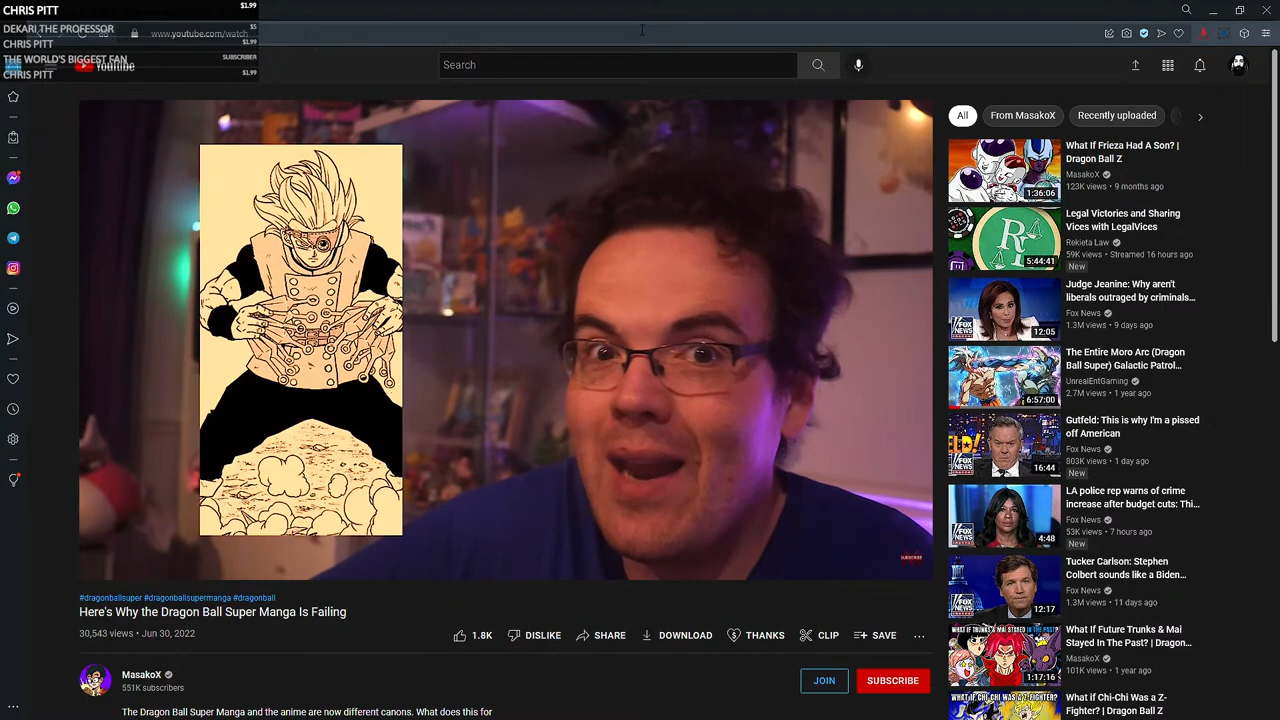 CHRIS PITT
$1.99
DEKARI THE PROFESSOR
$5
CHRIS PITT
$1.99
THE WORLD'S BIGGEST FAN
SUBSCRIBER
CHRIS PITT
$1.99
www.youtube.com/watch
YouTube
Search
All
From MasakoX
Recently uploaded
What If Frieza Had A Son? |
Dragon Ball Z
MasakoX
123K views • 9 months ago
1:36:06
Legal Victories and Sharing
Vices with LegalVices
Rekieta Law
59K views • Streamed 16 hours ago
New
5:44:41
Judge Jeanine: Why aren't
liberals outraged by criminals...
Fox News
1.3M views • 9 days ago
12:05
The Entire Moro Arc (Dragon
Ball Super) Galactic Patrol...
UnrealEntGaming
2.7M views • 1 year ago
6:57:00
Gutfeld: This is why I'm a pissed
off American
Fox News
803K views • 1 day ago
New
16:44
LA police rep warns of crime
increase after budget cuts: Thi...
Fox News
53K views • 7 hours ago
New
4:48
Tucker Carlson: Stephen
Colbert sounds like a Biden...
Fox News
1.3M views • 11 days ago
12:17
What If Future Trunks & Mai
Stayed In The Past? | Dragon...
MasakoX
101K views • 1 year ago
1:17:16
What if Chi-Chi Was a Z-
Fighter? | Dragon Ball Z
SUBSCRIBE
#dragonballsuper #dragonballsupermanga #dragonball
Here's Why the Dragon Ball Super Manga Is Failing
30,543 views • Jun 30, 2022
1.8K
DISLIKE
SHARE
DOWNLOAD
THANKS
CLIP
SAVE
MasakoX
551K subscribers
JOIN
SUBSCRIBE
The Dragon Ball Super Manga and the anime are now different canons. What does this for